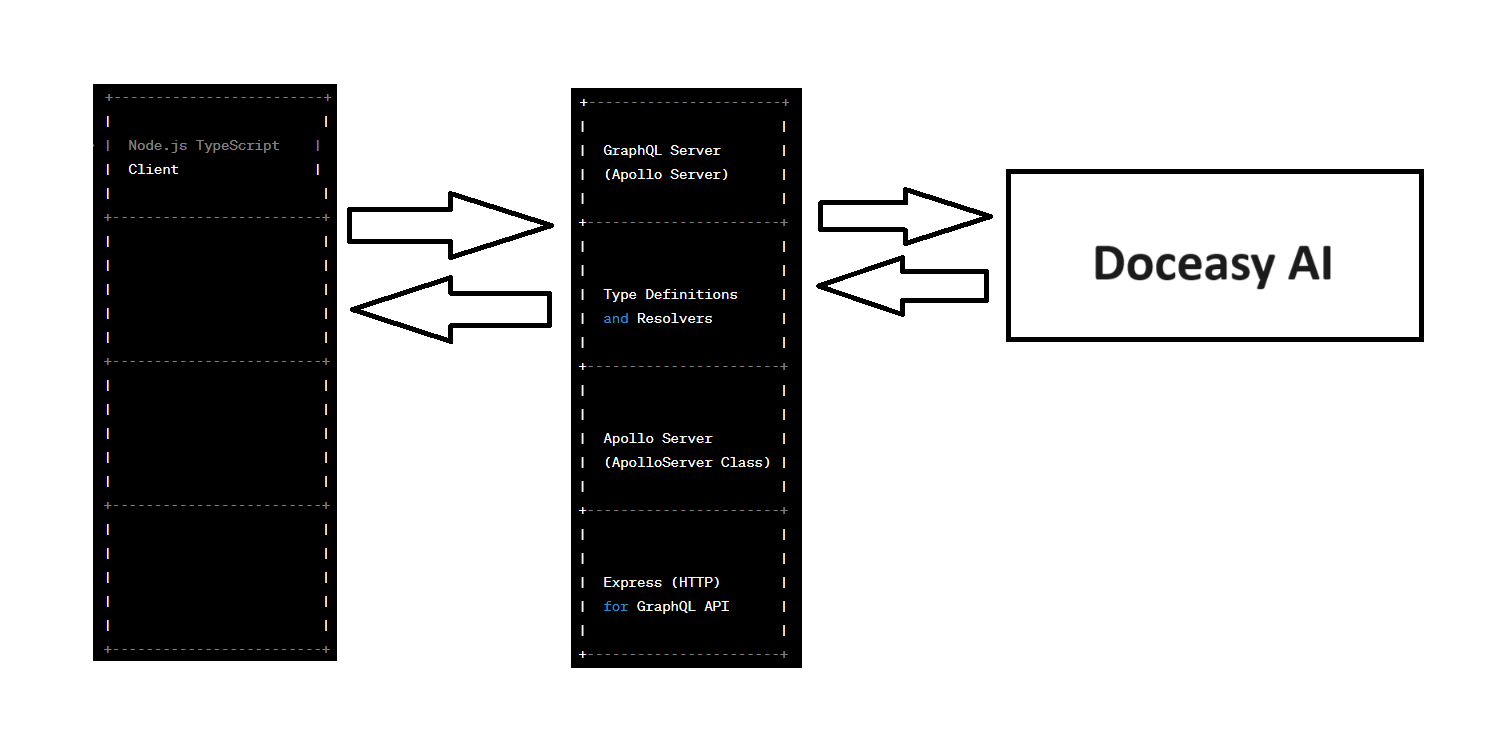 Node.js TypeScript
Client
GraphQL Server
(Apollo Server)
Type Definitions
and Resolvers
Apollo Server
(ApolloServer Class)
Express (HTTP)
for GraphQL API
Doceasy AI